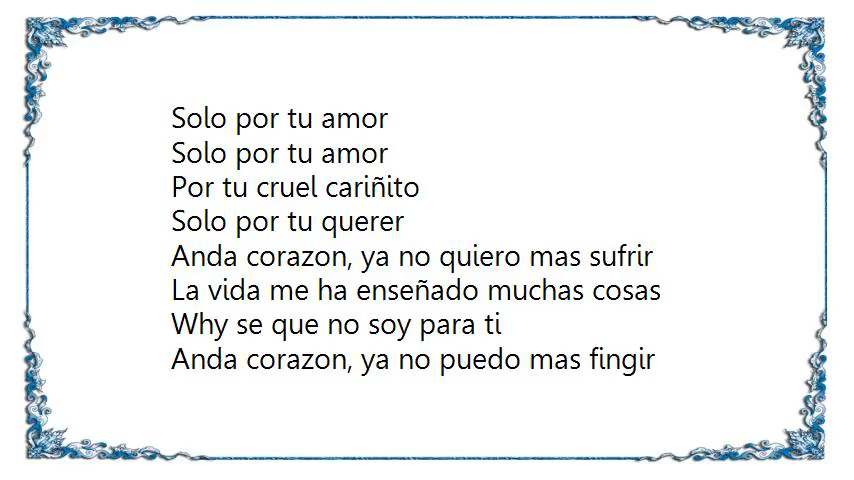 Solo por tu amor
Solo por tu amor
Por tu cruel cariñito
Solo por tu querer
Anda corazon, ya no quiero mas sufrir
La vida me ha enseñado muchas cosas
Why se que no soy para ti
Anda corazon, ya no puedo mas fingir